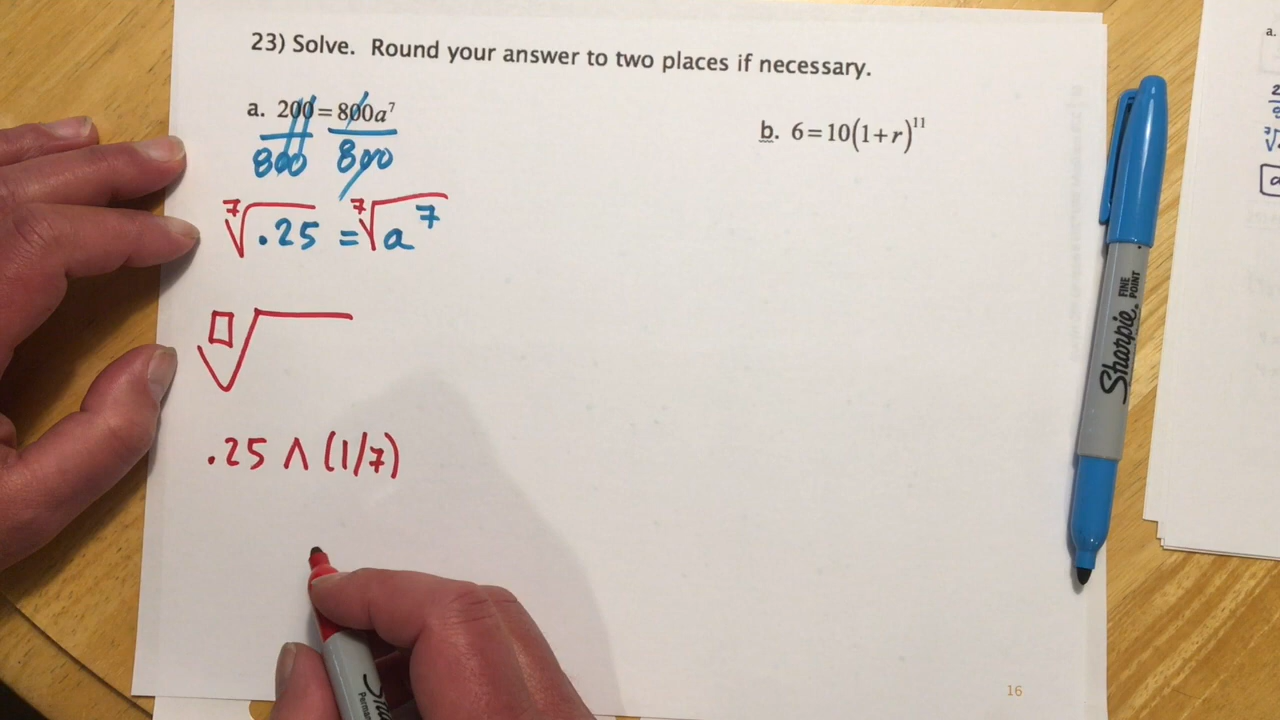 23) Solve. Round your answer to two places if necessary.
a. 200=800a⁷
800 800
⁷√.25 = ⁷√a⁷
.25 ∧ (1/7)
b. 6=10(1+r)¹¹
16
Sharpie. FINE POINT
Sha
a.